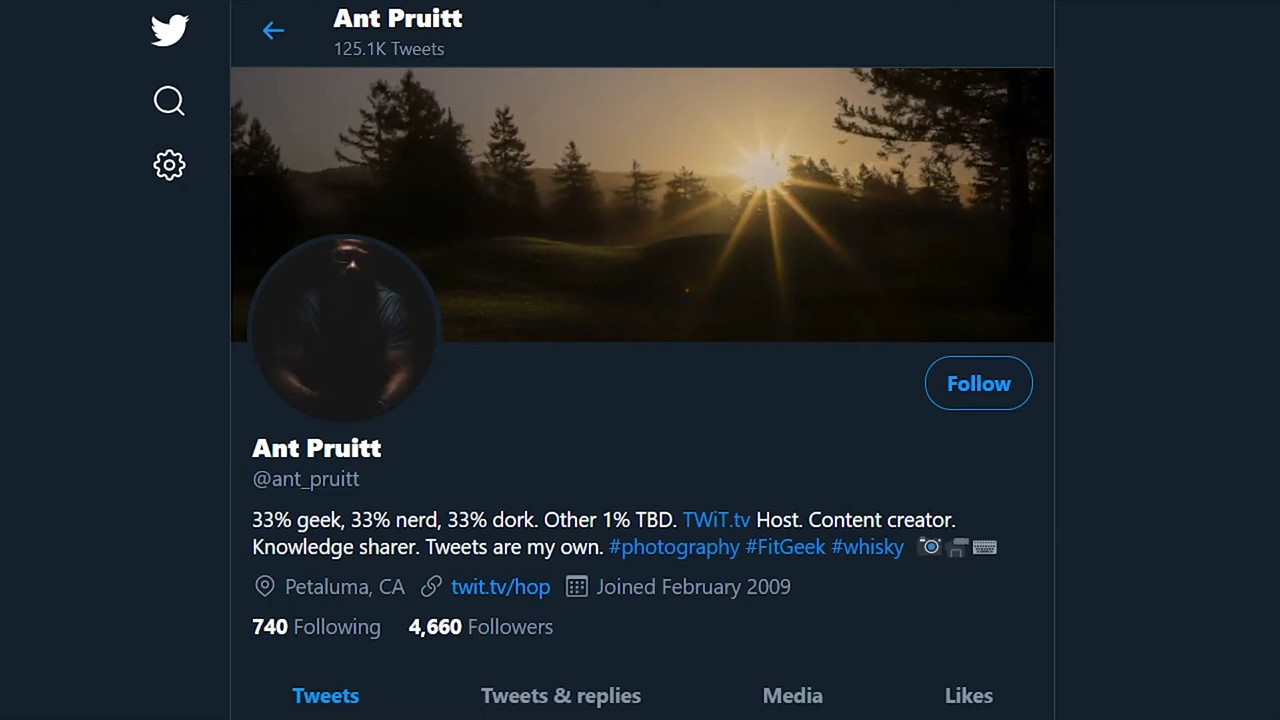 Ant Pruitt
125.1K Tweets
Follow
Ant Pruitt
@ant_pruitt
33% geek, 33% nerd, 33% dork. Other 1% TBD. TWiT.tv Host. Content creator.
Knowledge sharer. Tweets are my own. #photography #FitGeek #whisky
Petaluma, CA twit.tv/hop Joined February 2009
740 Following 4,660 Followers
Tweets Tweets & replies Media Likes